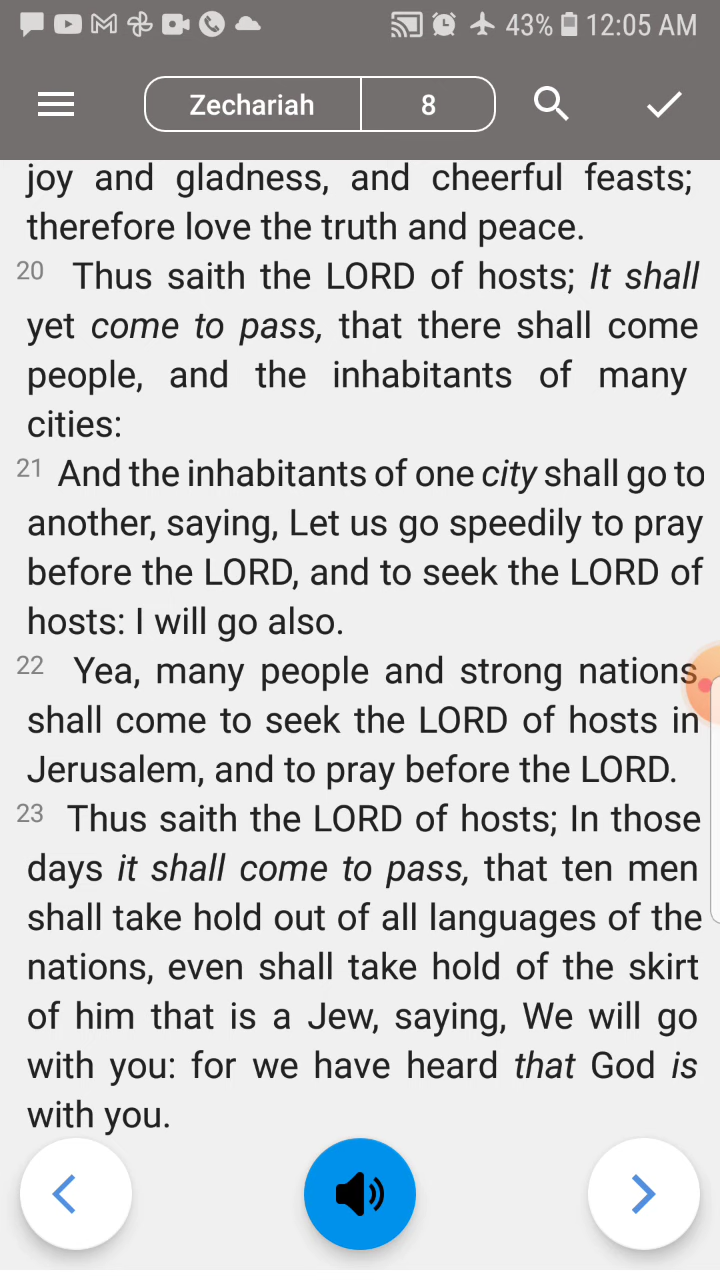 43% 12:05 AM
Zechariah 8
joy and gladness, and cheerful feasts;
therefore love the truth and peace.
20 Thus saith the LORD of hosts; It shall
yet come to pass, that there shall come
people, and the inhabitants of many
cities:
21 And the inhabitants of one city shall go to
another, saying, Let us go speedily to pray
before the LORD, and to seek the LORD of
hosts: I will go also.
22 Yea, many people and strong nations
shall come to seek the LORD of hosts in
Jerusalem, and to pray before the LORD.
23 Thus saith the LORD of hosts; In those
days it shall come to pass, that ten men
shall take hold out of all languages of the
nations, even shall take hold of the skirt
of him that is a Jew, saying, We will go
with you: for we have heard that God is
with you.